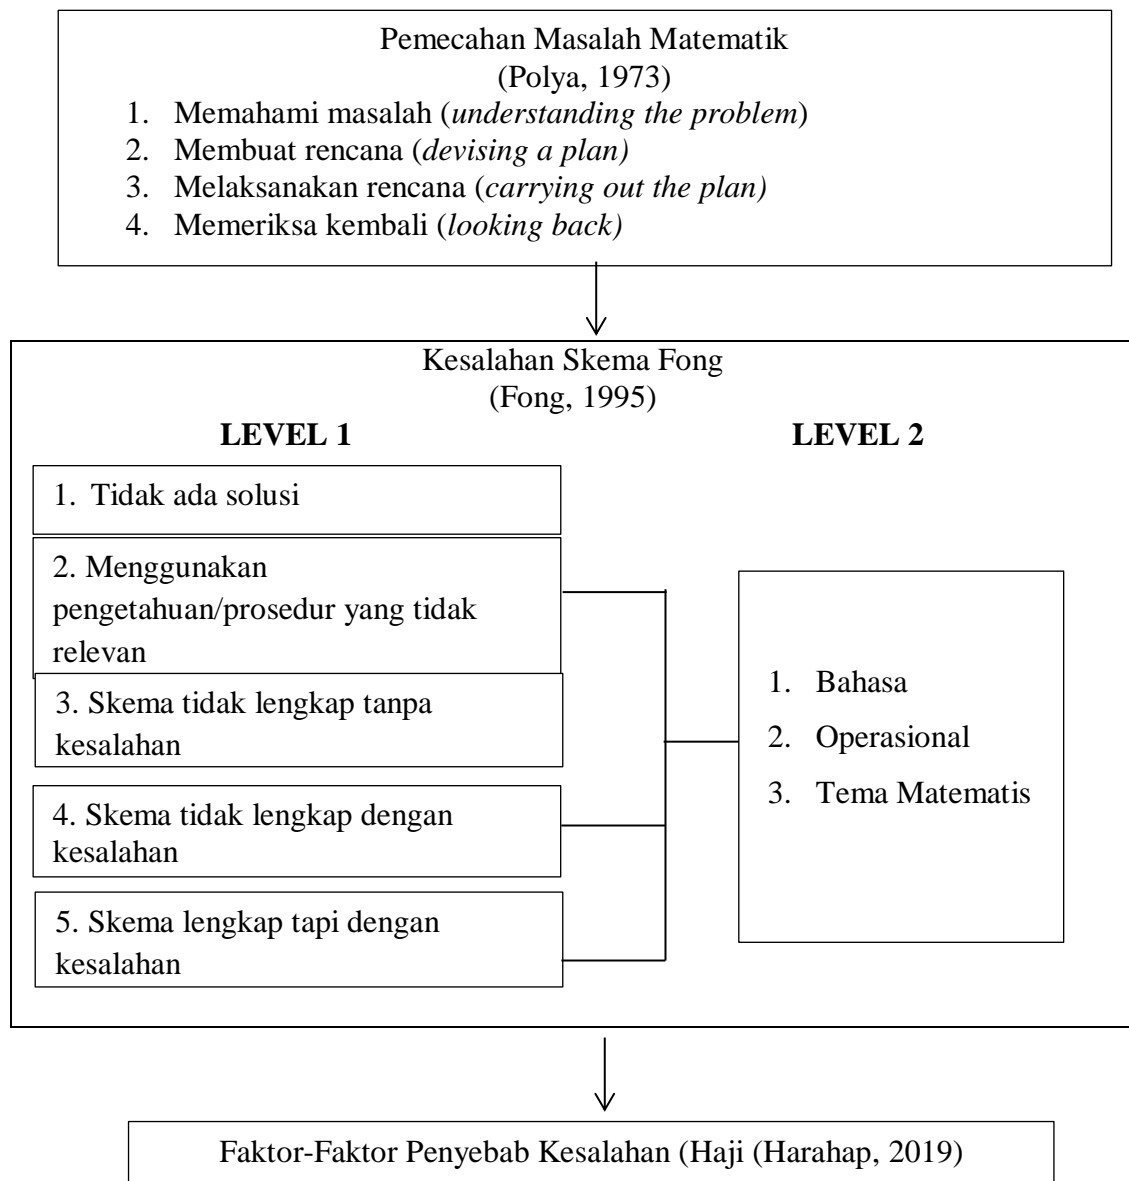 Pemecahan Masalah Matematik
(Polya, 1973)
1. Memahami masalah (understanding the problem)
2. Membuat rencana (devising a plan)
3. Melaksanakan rencana (carrying out the plan)
4. Memeriksa kembali (looking back)
Kesalahan Skema Fong
(Fong, 1995)
LEVEL 1
1. Tidak ada solusi
2. Menggunakan
pengetahuan/prosedur yang tidak
relevan
3. Skema tidak lengkap tanpa
kesalahan
4. Skema tidak lengkap dengan
kesalahan
5. Skema lengkap tapi dengan
kesalahan
LEVEL 2
1. Bahasa
2. Operasional
3. Tema Matematis
Faktor-Faktor Penyebab Kesalahan (Haji (Harahap, 2019)